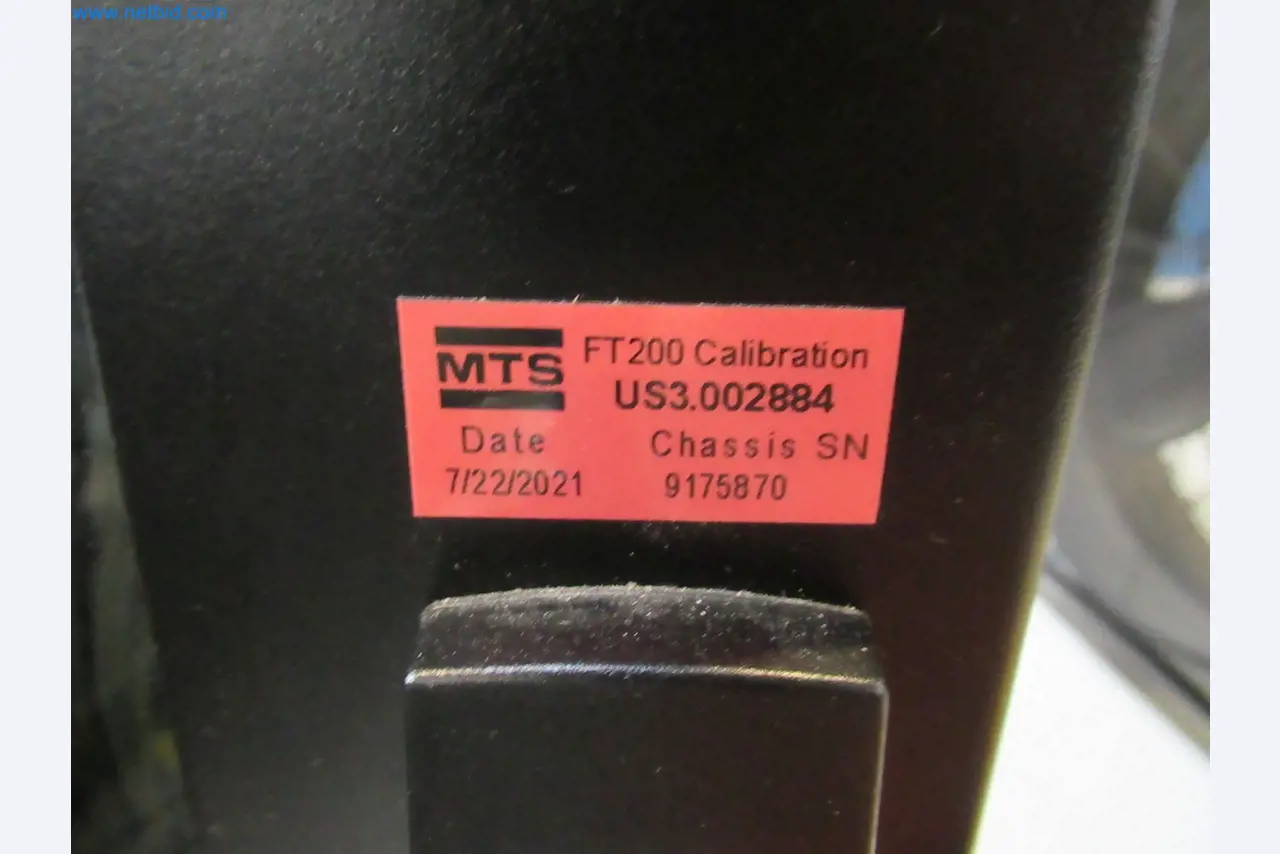 www.netbid.com
MTS
FT200 Calibration
US3.002884
Date Chassis SN
7/22/2021 9175870